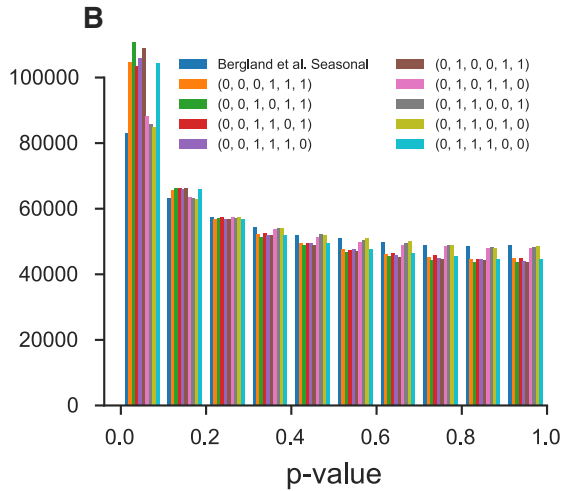 B
Bergland et al. Seasonal
(0, 0, 0, 1, 1, 1)
(0, 0, 1, 0, 1, 1)
(0, 0, 1, 1, 0, 1)
(0, 0, 1, 1, 1, 0)
(0, 1, 0, 0, 1, 1)
(0, 1, 0, 1, 1, 0)
(0, 1, 1, 0, 0, 1)
(0, 1, 1, 0, 1, 0)
(0, 1, 1, 1, 0, 0)
100000
80000
60000
40000
20000
0
0.0 0.2 0.4 0.6 0.8 1.0
p-value